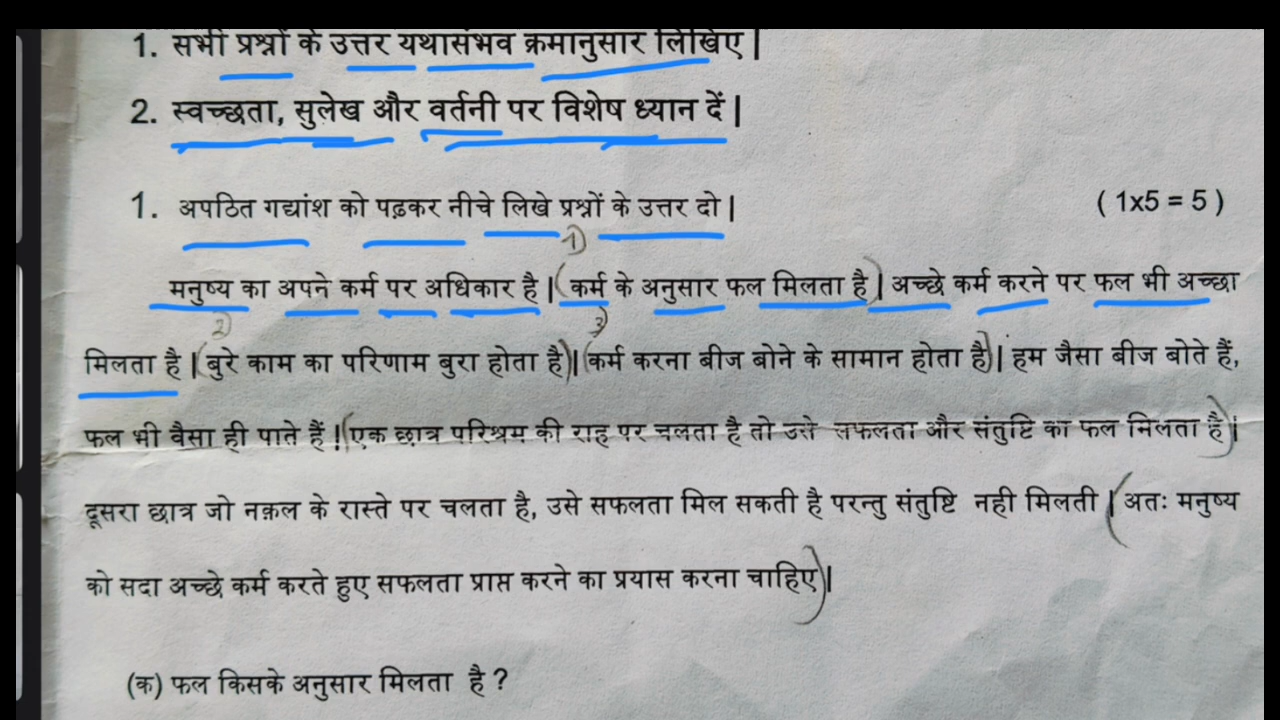 1. सभी प्रश्नों के उत्तर यथासंभव क्रमानुसार लिखिए |
2. स्वच्छता, सुलेख और वर्तनी पर विशेष ध्यान दें |
1. अपठित गद्यांश को पढ़कर नीचे लिखे प्रश्नों के उत्तर दो | ( 1x5 = 5 )
1)
मनुष्य का अपने कर्म पर अधिकार है | (कर्म के अनुसार फल मिलता है) | अच्छे कर्म करने पर फल भी अच्छा
2) 3)
मिलता है | (बुरे काम का परिणाम बुरा होता है) | (कर्म करना बीज बोने के सामान होता है) | हम जैसा बीज बोते हैं,
फल भी वैसा ही पाते हैं | (एक छात्र परिश्रम की राह पर चलता है तो उसे सफलता और संतुष्टि का फल मिलता है) |
दूसरा छात्र जो नक़ल के रास्ते पर चलता है, उसे सफलता मिल सकती है परन्तु संतुष्टि नही मिलती | (अतः मनुष्य
को सदा अच्छे कर्म करते हुए सफलता प्राप्त करने का प्रयास करना चाहिए) |
(क) फल किसके अनुसार मिलता है ?